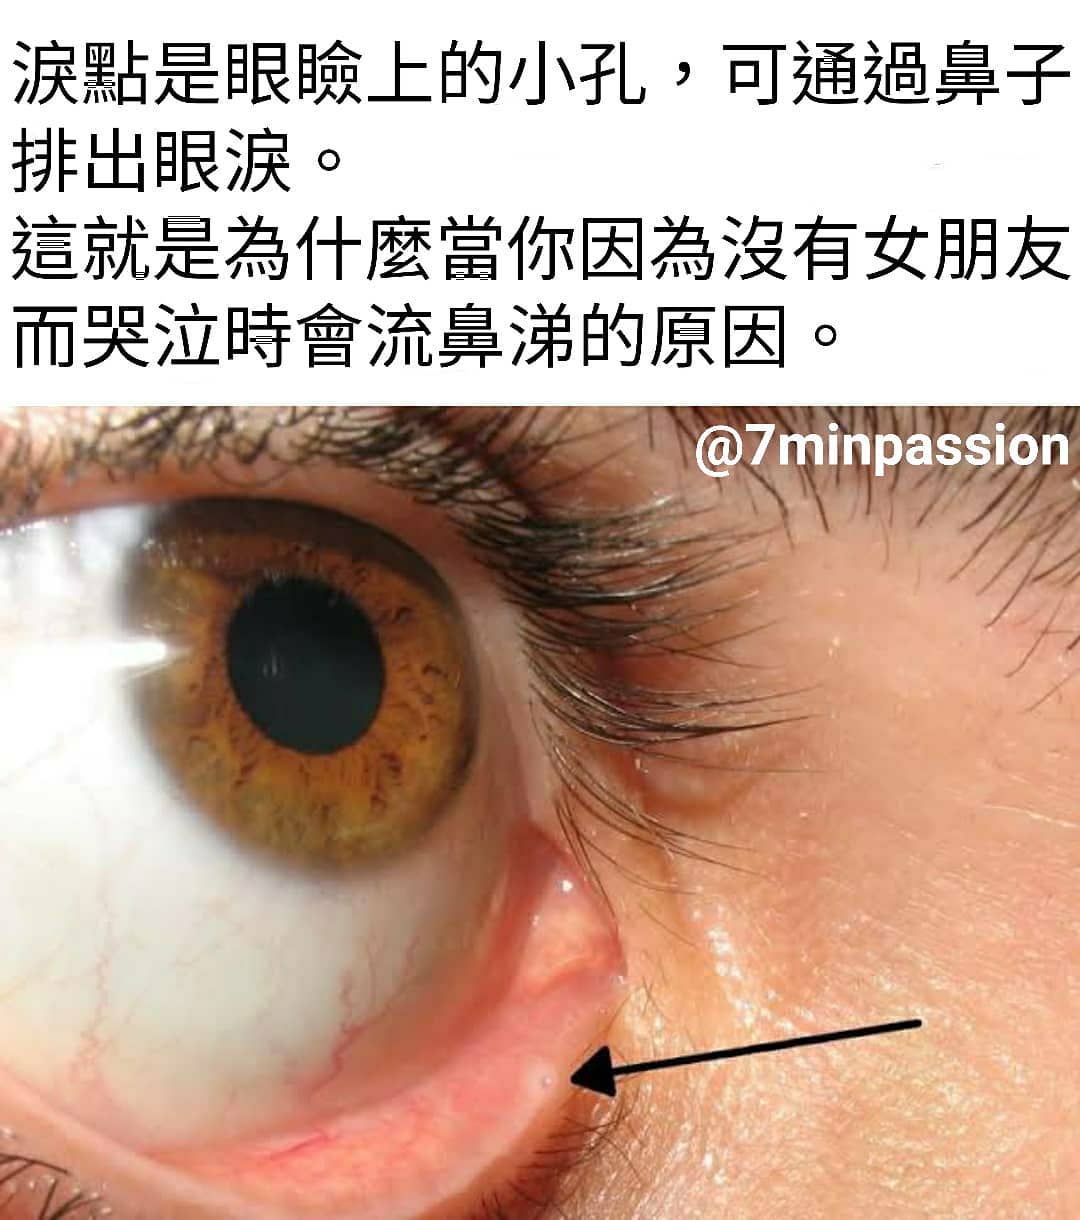 淚點是眼瞼上的小孔，可通過鼻子
排出眼淚。
這就是為什麼當你因為沒有女朋友
而哭泣時會流鼻涕的原因。
@7minpassion